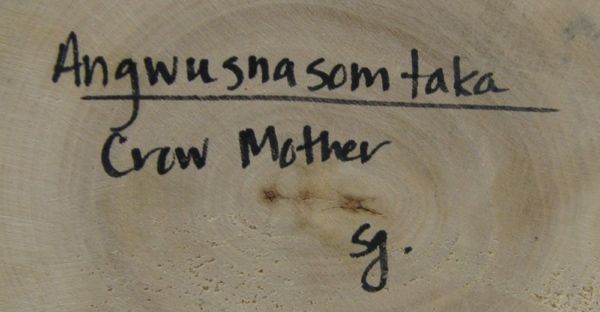 Angwusnasomtaka
Crow Mother
sg.